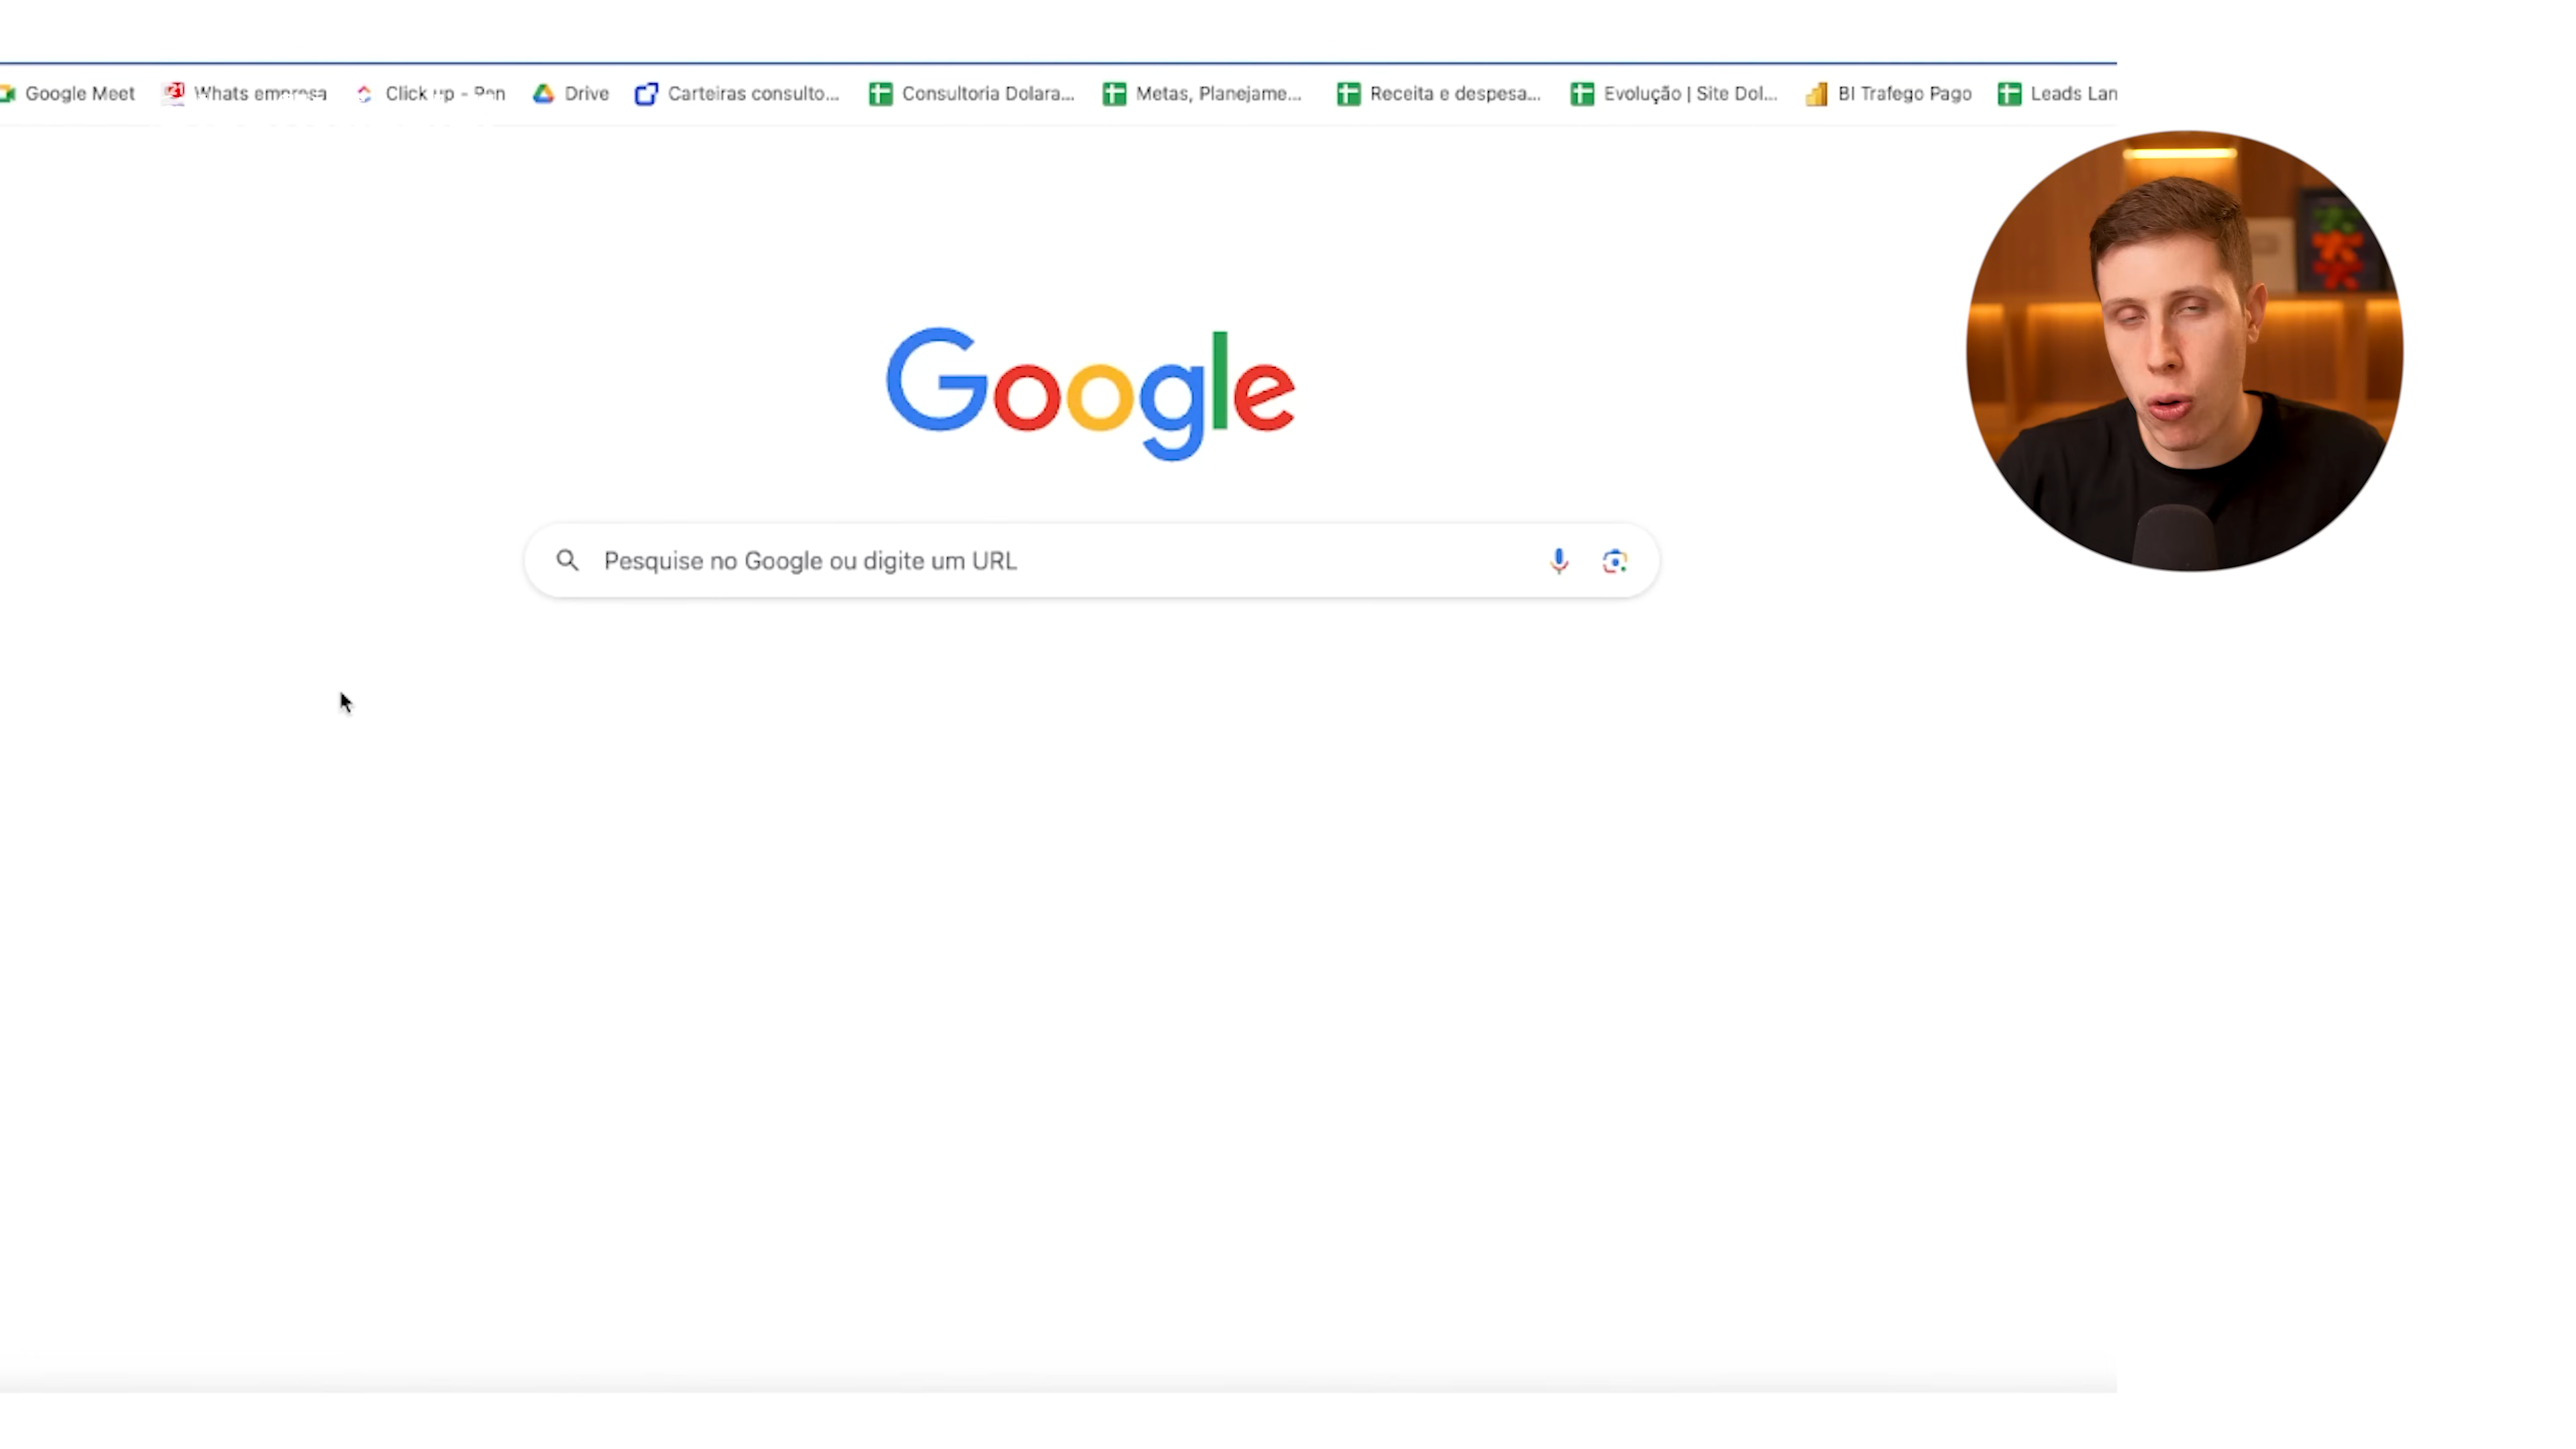 Google Meet Whats empresa Click up - Pen Drive Carteiras consulto... Consultoria Dolara... Metas, Planejame... Receita e despesa... Evolução | Site Dol... BI Trafego Pago Leads Lan
Google
Pesquise no Google ou digite um URL